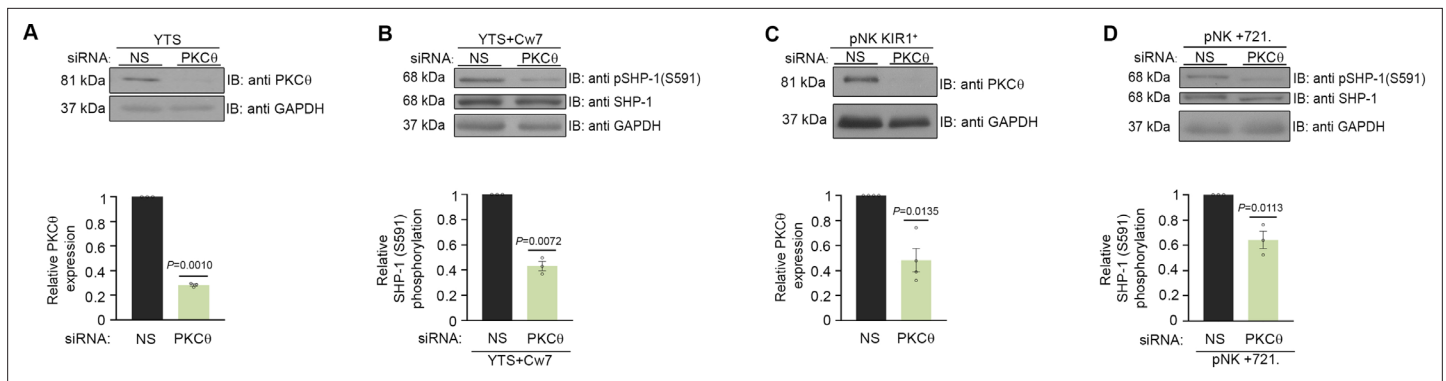 A
YTS
siRNA: NS PKCθ
81 kDa IB: anti PKCθ
37 kDa IB: anti GAPDH
1
0.8
0.6
0.4
0.2
0
Relative PKCθ
expression
P=0.0010
siRNA: NS PKCθ
B
YTS+Cw7
siRNA: NS PKCθ
68 kDa IB: anti pSHP-1(S591)
68 kDa IB: anti SHP-1
37 kDa IB: anti GAPDH
1
0.8
0.6
0.4
0.2
0
Relative
SHP-1 (S591)
phosphorylation
P=0.0072
siRNA: NS PKCθ
YTS+Cw7
C
pNK KIR1⁺
siRNA: NS PKCθ
81 kDa IB: anti PKCθ
37 kDa IB: anti GAPDH
1
0.8
0.6
0.4
0.2
0
Relative PKCθ
expression
P=0.0135
siRNA: NS PKCθ
D
pNK +721.
siRNA: NS PKCθ
68 kDa IB: anti pSHP-1(S591)
68 kDa IB: anti SHP-1
37 kDa IB: anti GAPDH
1
0.8
0.6
0.4
0.2
0
Relative
SHP-1 (S591)
phosphorylation
P=0.0113
siRNA: NS PKCθ
pNK +721.